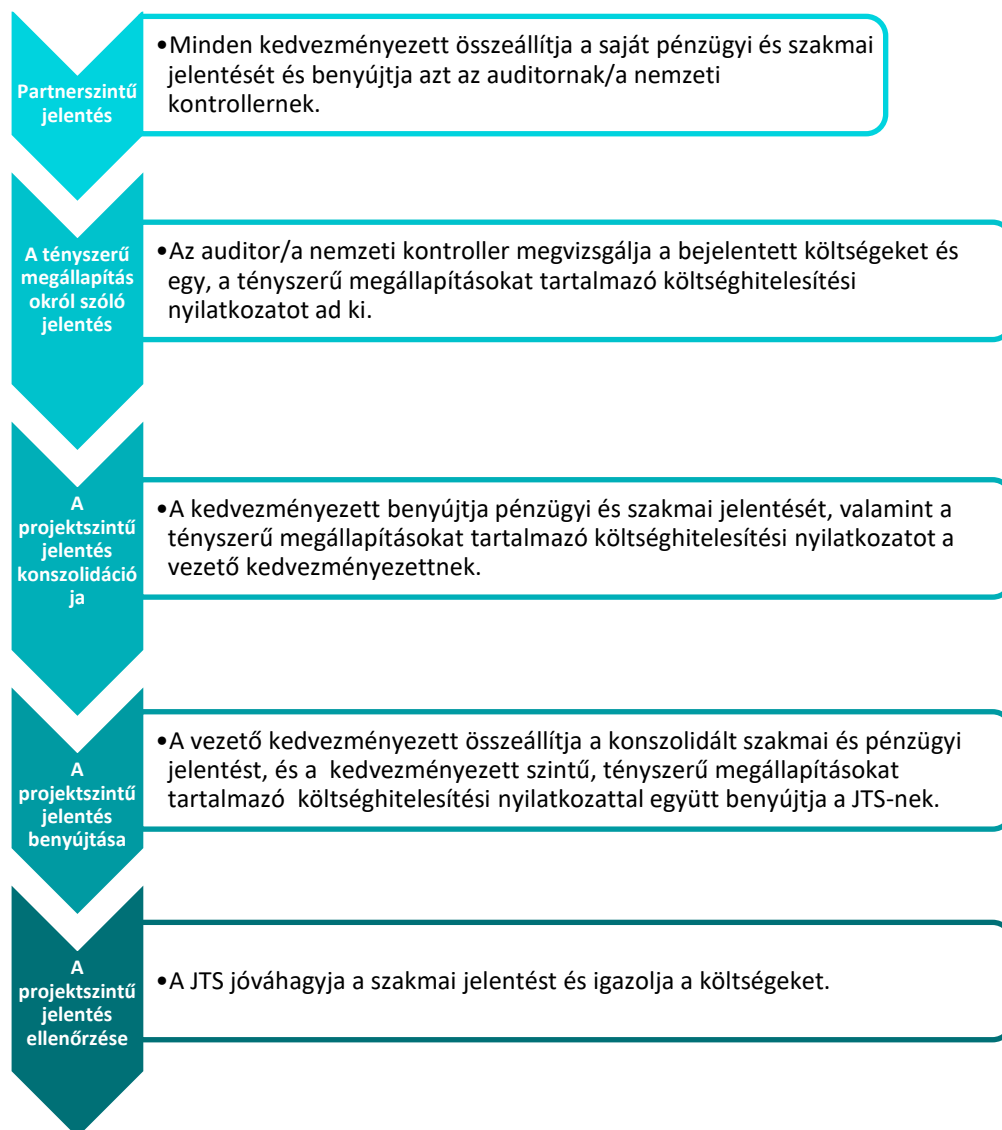 Partnerszintű
jelentés
•Minden kedvezményezett összeállítja a saját pénzügyi és szakmai
jelentését és benyújtja azt az auditornak/a nemzeti
kontrollernek.
A tényszerű
megállapítás
okról szóló
jelentés
•Az auditor/a nemzeti kontroller megvizsgálja a bejelentett költségeket és
egy, a tényszerű megállapításokat tartalmazó költséghitelesítési
nyilatkozatot ad ki.
A
projektszintű
jelentés
konszolidáció
ja
•A kedvezményezett benyújtja pénzügyi és szakmai jelentését, valamint a
tényszerű megállapításokat tartalmazó költséghitelesítési nyilatkozatot a
vezető kedvezményezettnek.
A
projektszintű
jelentés
benyújtása
•A vezető kedvezményezett összeállítja a konszolidált szakmai és pénzügyi
jelentést, és a  kedvezményezett szintű, tényszerű megállapításokat
tartalmazó  költséghitelesítési nyilatkozattal együtt benyújtja a JTS-nek.
A
projektszintű
jelentés
ellenőrzése
•A JTS jóváhagyja a szakmai jelentést és igazolja a költségeket.